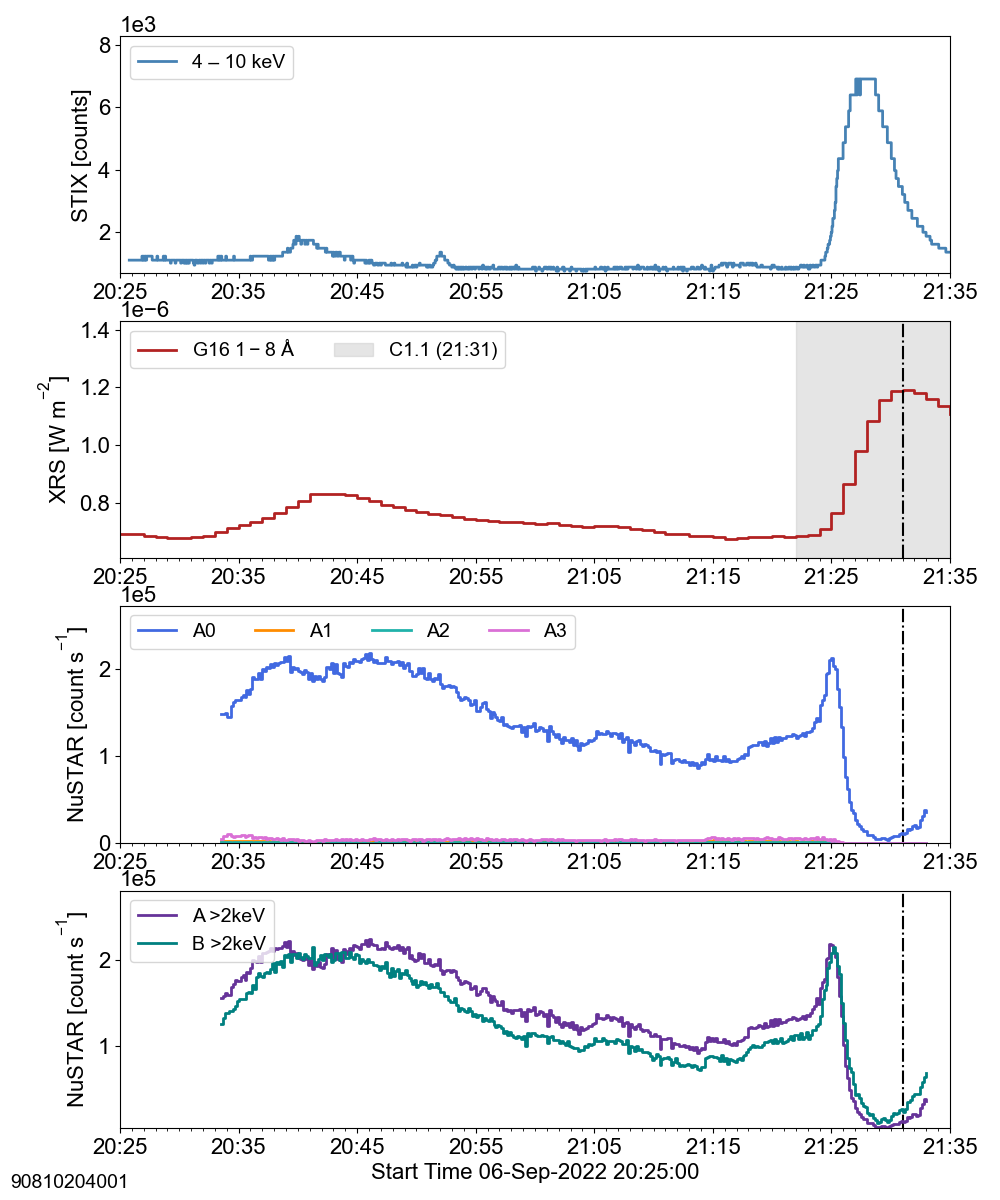 1e3
8
6
4
2
STIX [counts]
4 – 10 keV
20:25 20:35 20:45 20:55 21:05 21:15 21:25 21:35
1e−6
1.4
1.2
1.0
0.8
XRS [W m⁻²]
G16 1 – 8 Å C1.1 (21:31)
20:25 20:35 20:45 20:55 21:05 21:15 21:25 21:35
1e5
2
1
0
NuSTAR [count s⁻¹]
A0 A1 A2 A3
20:25 20:35 20:45 20:55 21:05 21:15 21:25 21:35
1e5
2
1
NuSTAR [count s⁻¹]
A >2keV
B >2keV
20:25 20:35 20:45 20:55 21:05 21:15 21:25 21:35
Start Time 06-Sep-2022 20:25:00
90810204001